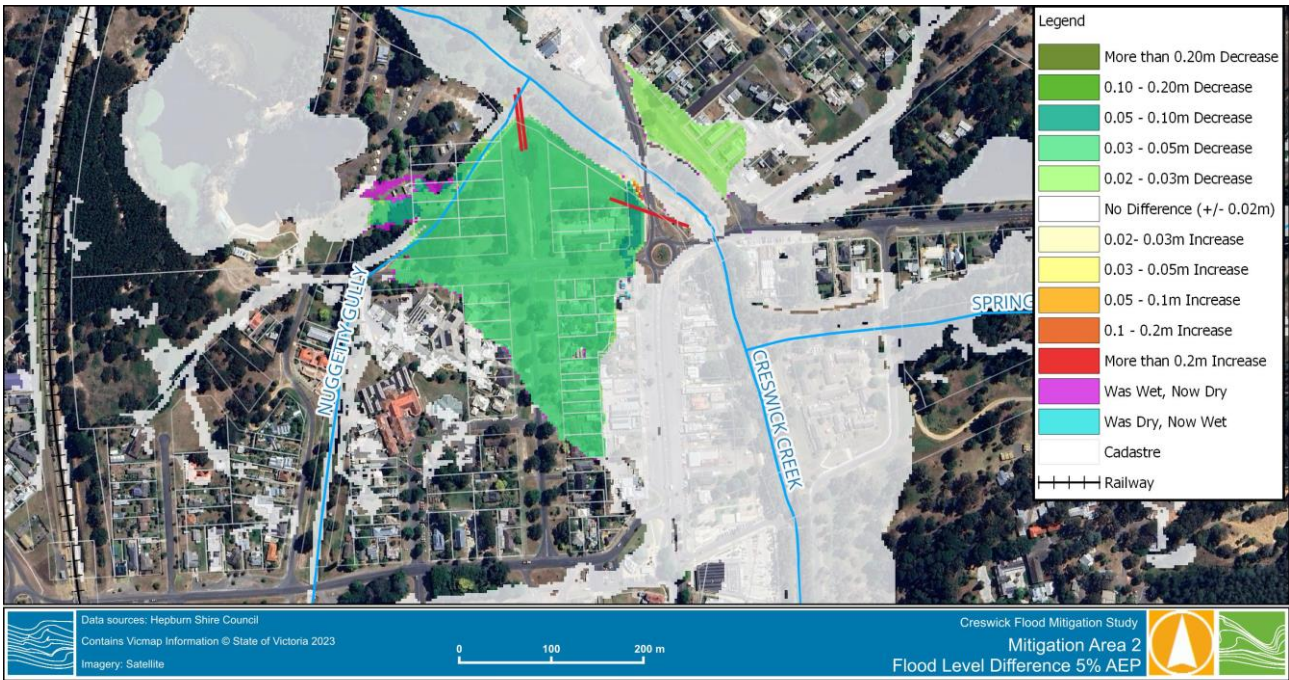 Legend
More than 0.20m Decrease
0.10 - 0.20m Decrease
0.05 - 0.10m Decrease
0.03 - 0.05m Decrease
0.02 - 0.03m Decrease
No Difference (+/- 0.02m)
0.02- 0.03m Increase
0.03 - 0.05m Increase
0.05 - 0.1m Increase
0.1 - 0.2m Increase
More than 0.2m Increase
Was Wet, Now Dry
Was Dry, Now Wet
Cadastre
Railway
NUGGETTY GULLY
CRESWICK CREEK
SPRING
Data sources: Hepburn Shire Council
Contains Vicmap Information © State of Victoria 2023
Imagery: Satellite
0 100 200 m
Creswick Flood Mitigation Study
Mitigation Area 2
Flood Level Difference 5% AEP